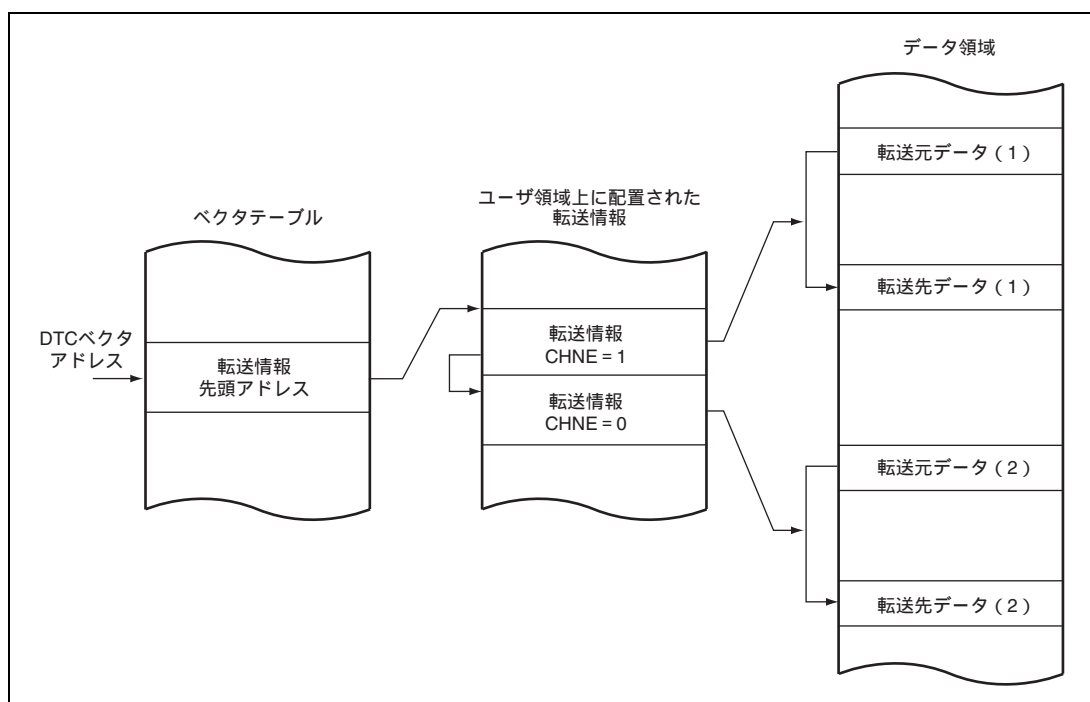 データ領域
転送元データ(1)
転送先データ(1)
転送元データ(2)
転送先データ(2)
ユーザ領域上に配置された
転送情報
転送情報
CHNE = 1
転送情報
CHNE = 0
ベクタテーブル
DTCベクタ
アドレス
転送情報
先頭アドレス